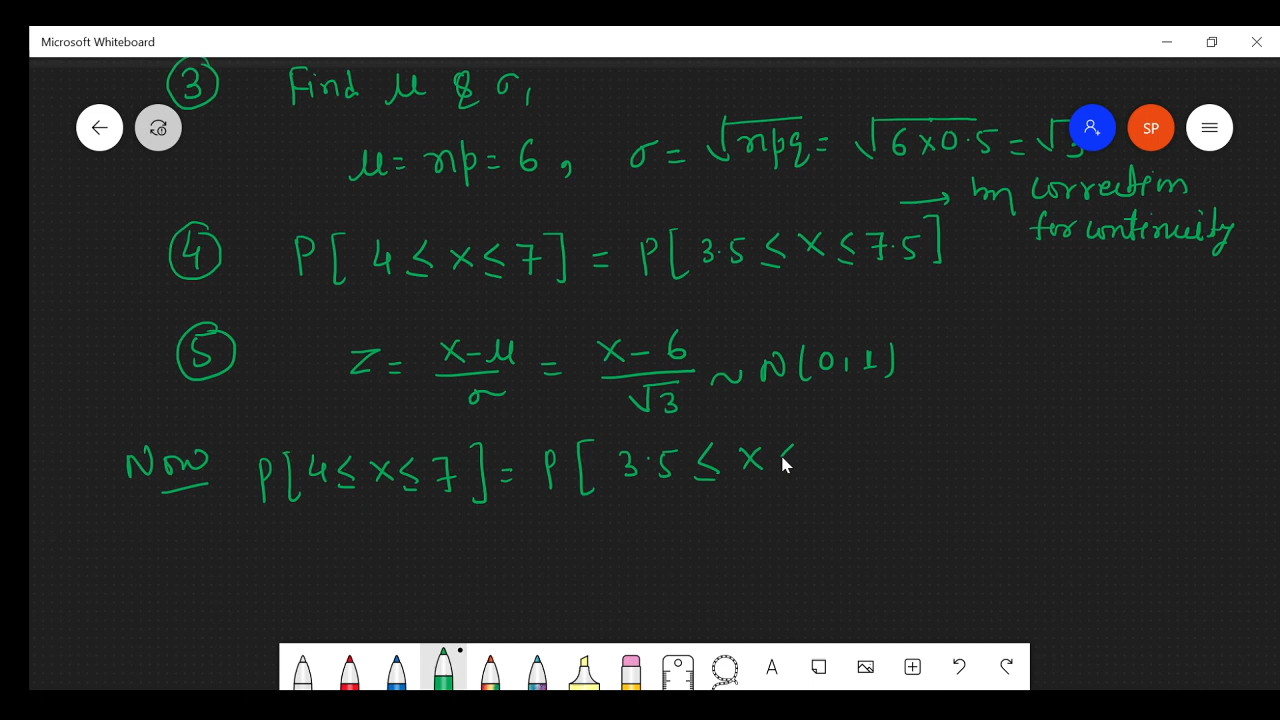 Microsoft Whiteboard
3 Find μ & σ,
μ = np = 6 , σ = √npq = √6×0.5 = √3
SP
→ by correction
for continuity
4 P[ 4 ≤ x ≤ 7 ] = P[ 3.5 ≤ x ≤ 7.5 ]
5 Z = x-μ/σ = x-6/√3 ~ N(0,1)
Now P[4 ≤ x ≤ 7] = P[ 3.5 ≤ x ≤
A